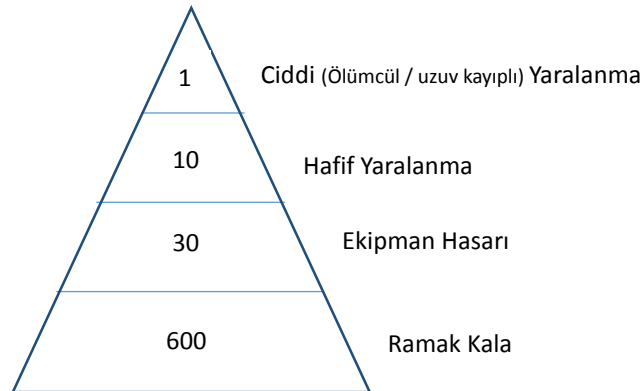 1 Ciddi (Ölümcül / uzuv kayıplı) Yaralanma
10 Hafif Yaralanma
30 Ekipman Hasarı
600 Ramak Kala